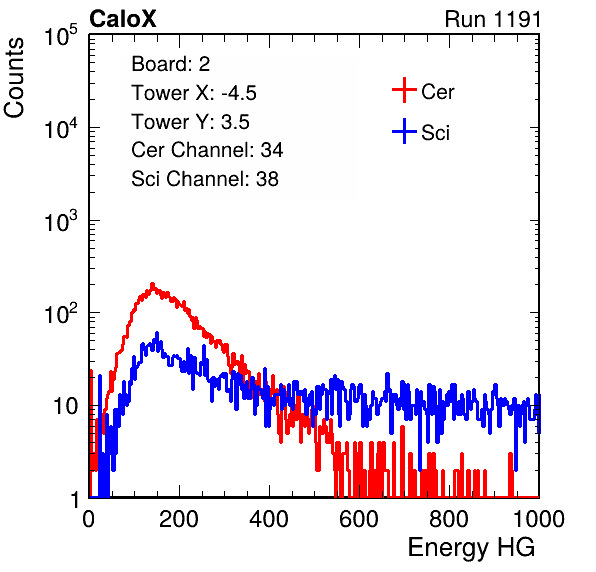 CaloX Run 1191
Counts
10^5
10^4
10^3
10^2
10
1
Board: 2
Tower X: -4.5
Tower Y: 3.5
Cer Channel: 34
Sci Channel: 38
Cer
Sci
0 200 400 600 800 1000
Energy HG